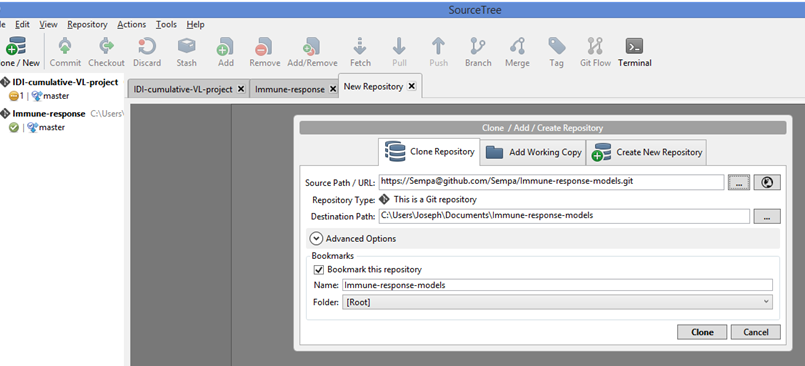 SourceTree
le Edit View Repository Actions Tools Help
lone / New Commit Checkout Discard Stash Add Remove Add/Remove Fetch Pull Push Branch Merge Tag Git Flow Terminal
IDI-cumulative-VL-project
1 | master
Immune-response C:\Users\
| master
IDI-cumulative-VL-project Immune-response New Repository
Clone / Add / Create Repository
Clone Repository Add Working Copy Create New Repository
Source Path / URL: https://Sempa@github.com/Sempa/Immune-response-models.git ...
Repository Type: This is a Git repository
Destination Path: C:\Users\Joseph\Documents\Immune-response-models ...
Advanced Options
Bookmarks
Bookmark this repository
Name: Immune-response-models
Folder: [Root]
Clone Cancel